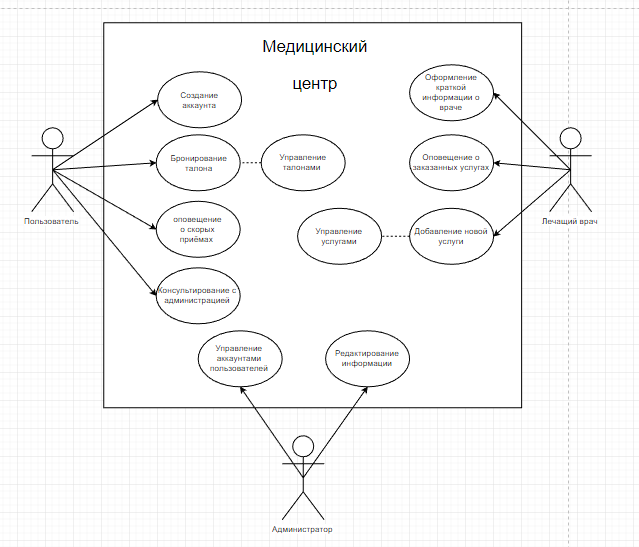 Медицинский
центр
Создание
аккаунта
Оформление
краткой
информации о
враче
Бронирование
талона
Управление
талонами
Оповещение о
заказанных услугах
Пользователь
Лечащий врач
оповещение
о скорых
приёмах
Управление
услугами
Добавление новой
услуги
Консультирование с
администрацией
Управление
аккаунтами
пользователей
Редактирование
информации
Администратор